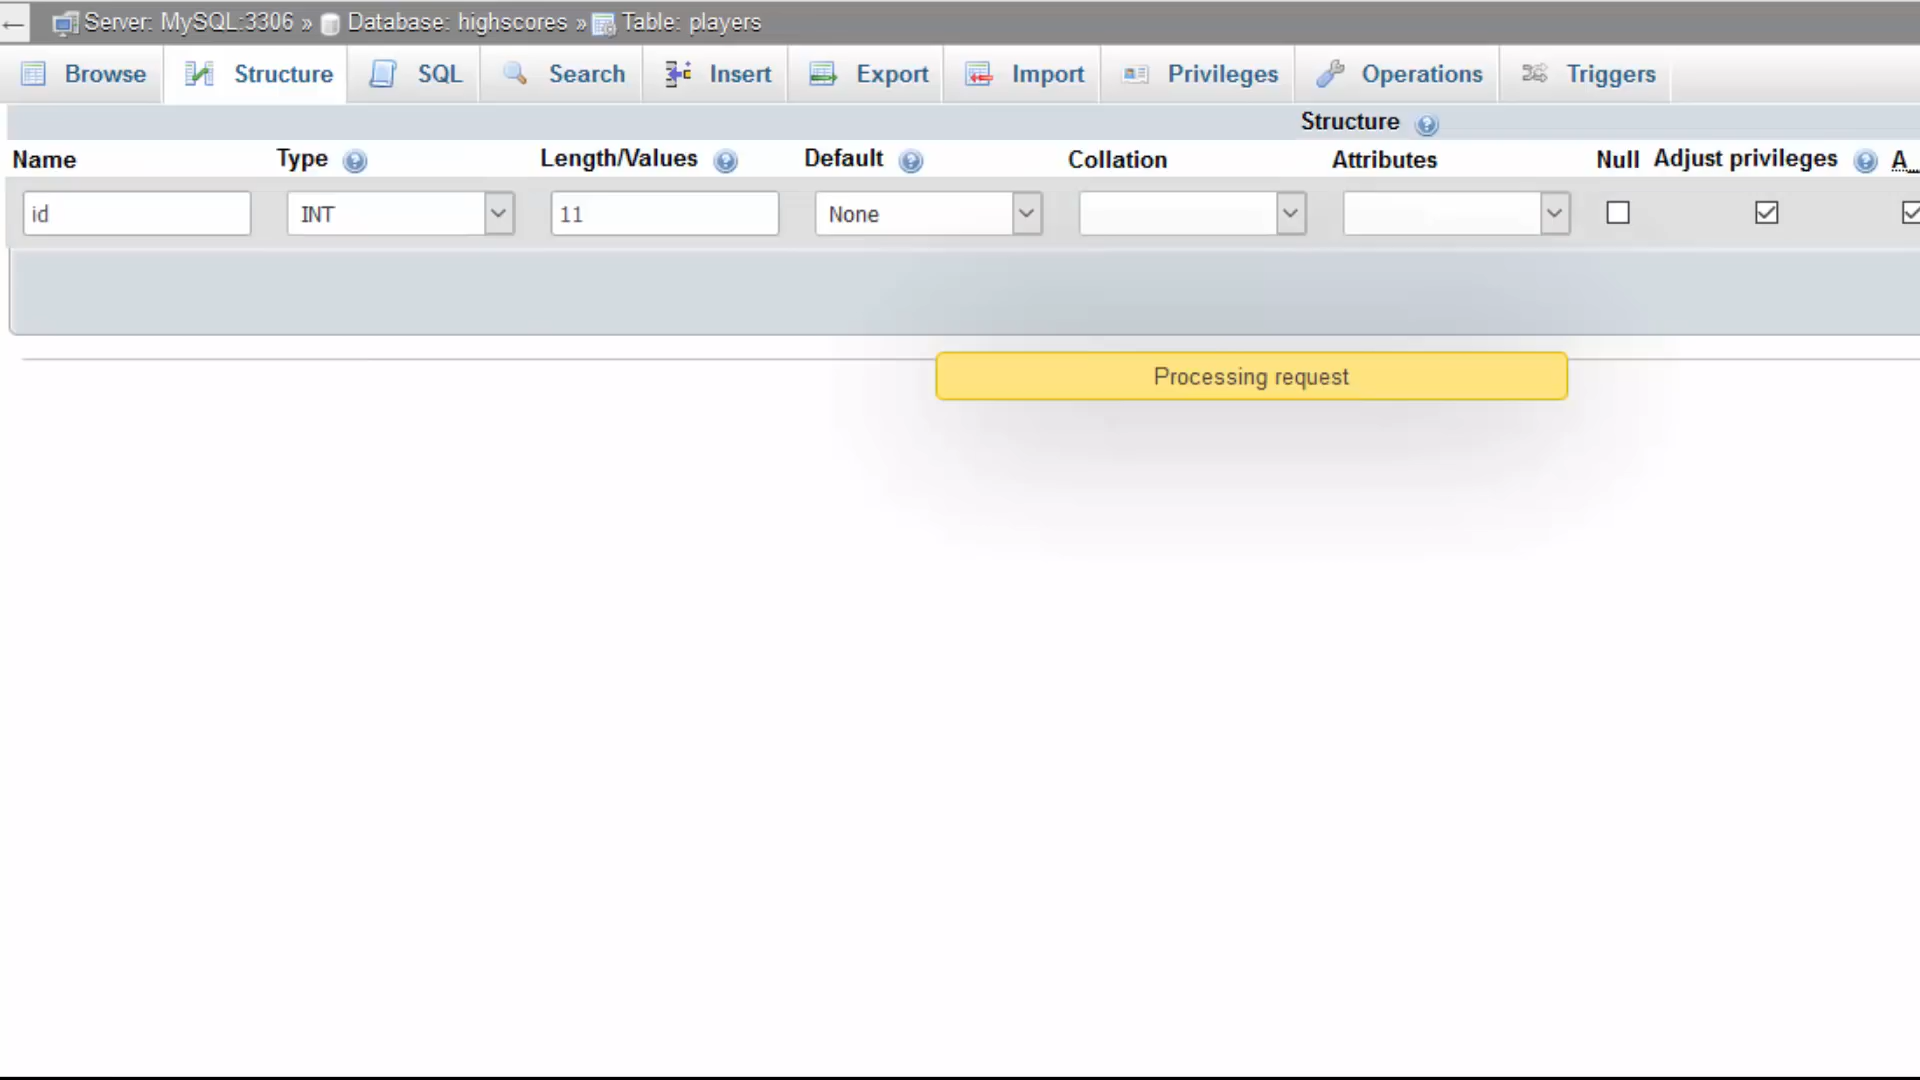 Server: MySQL:3306 » Database: highscores » Table: players
Browse Structure SQL Search Insert Export Import Privileges Operations Triggers
Structure
Name Type Length/Values Default Collation Attributes Null Adjust privileges A_
id INT 11 None
Processing request